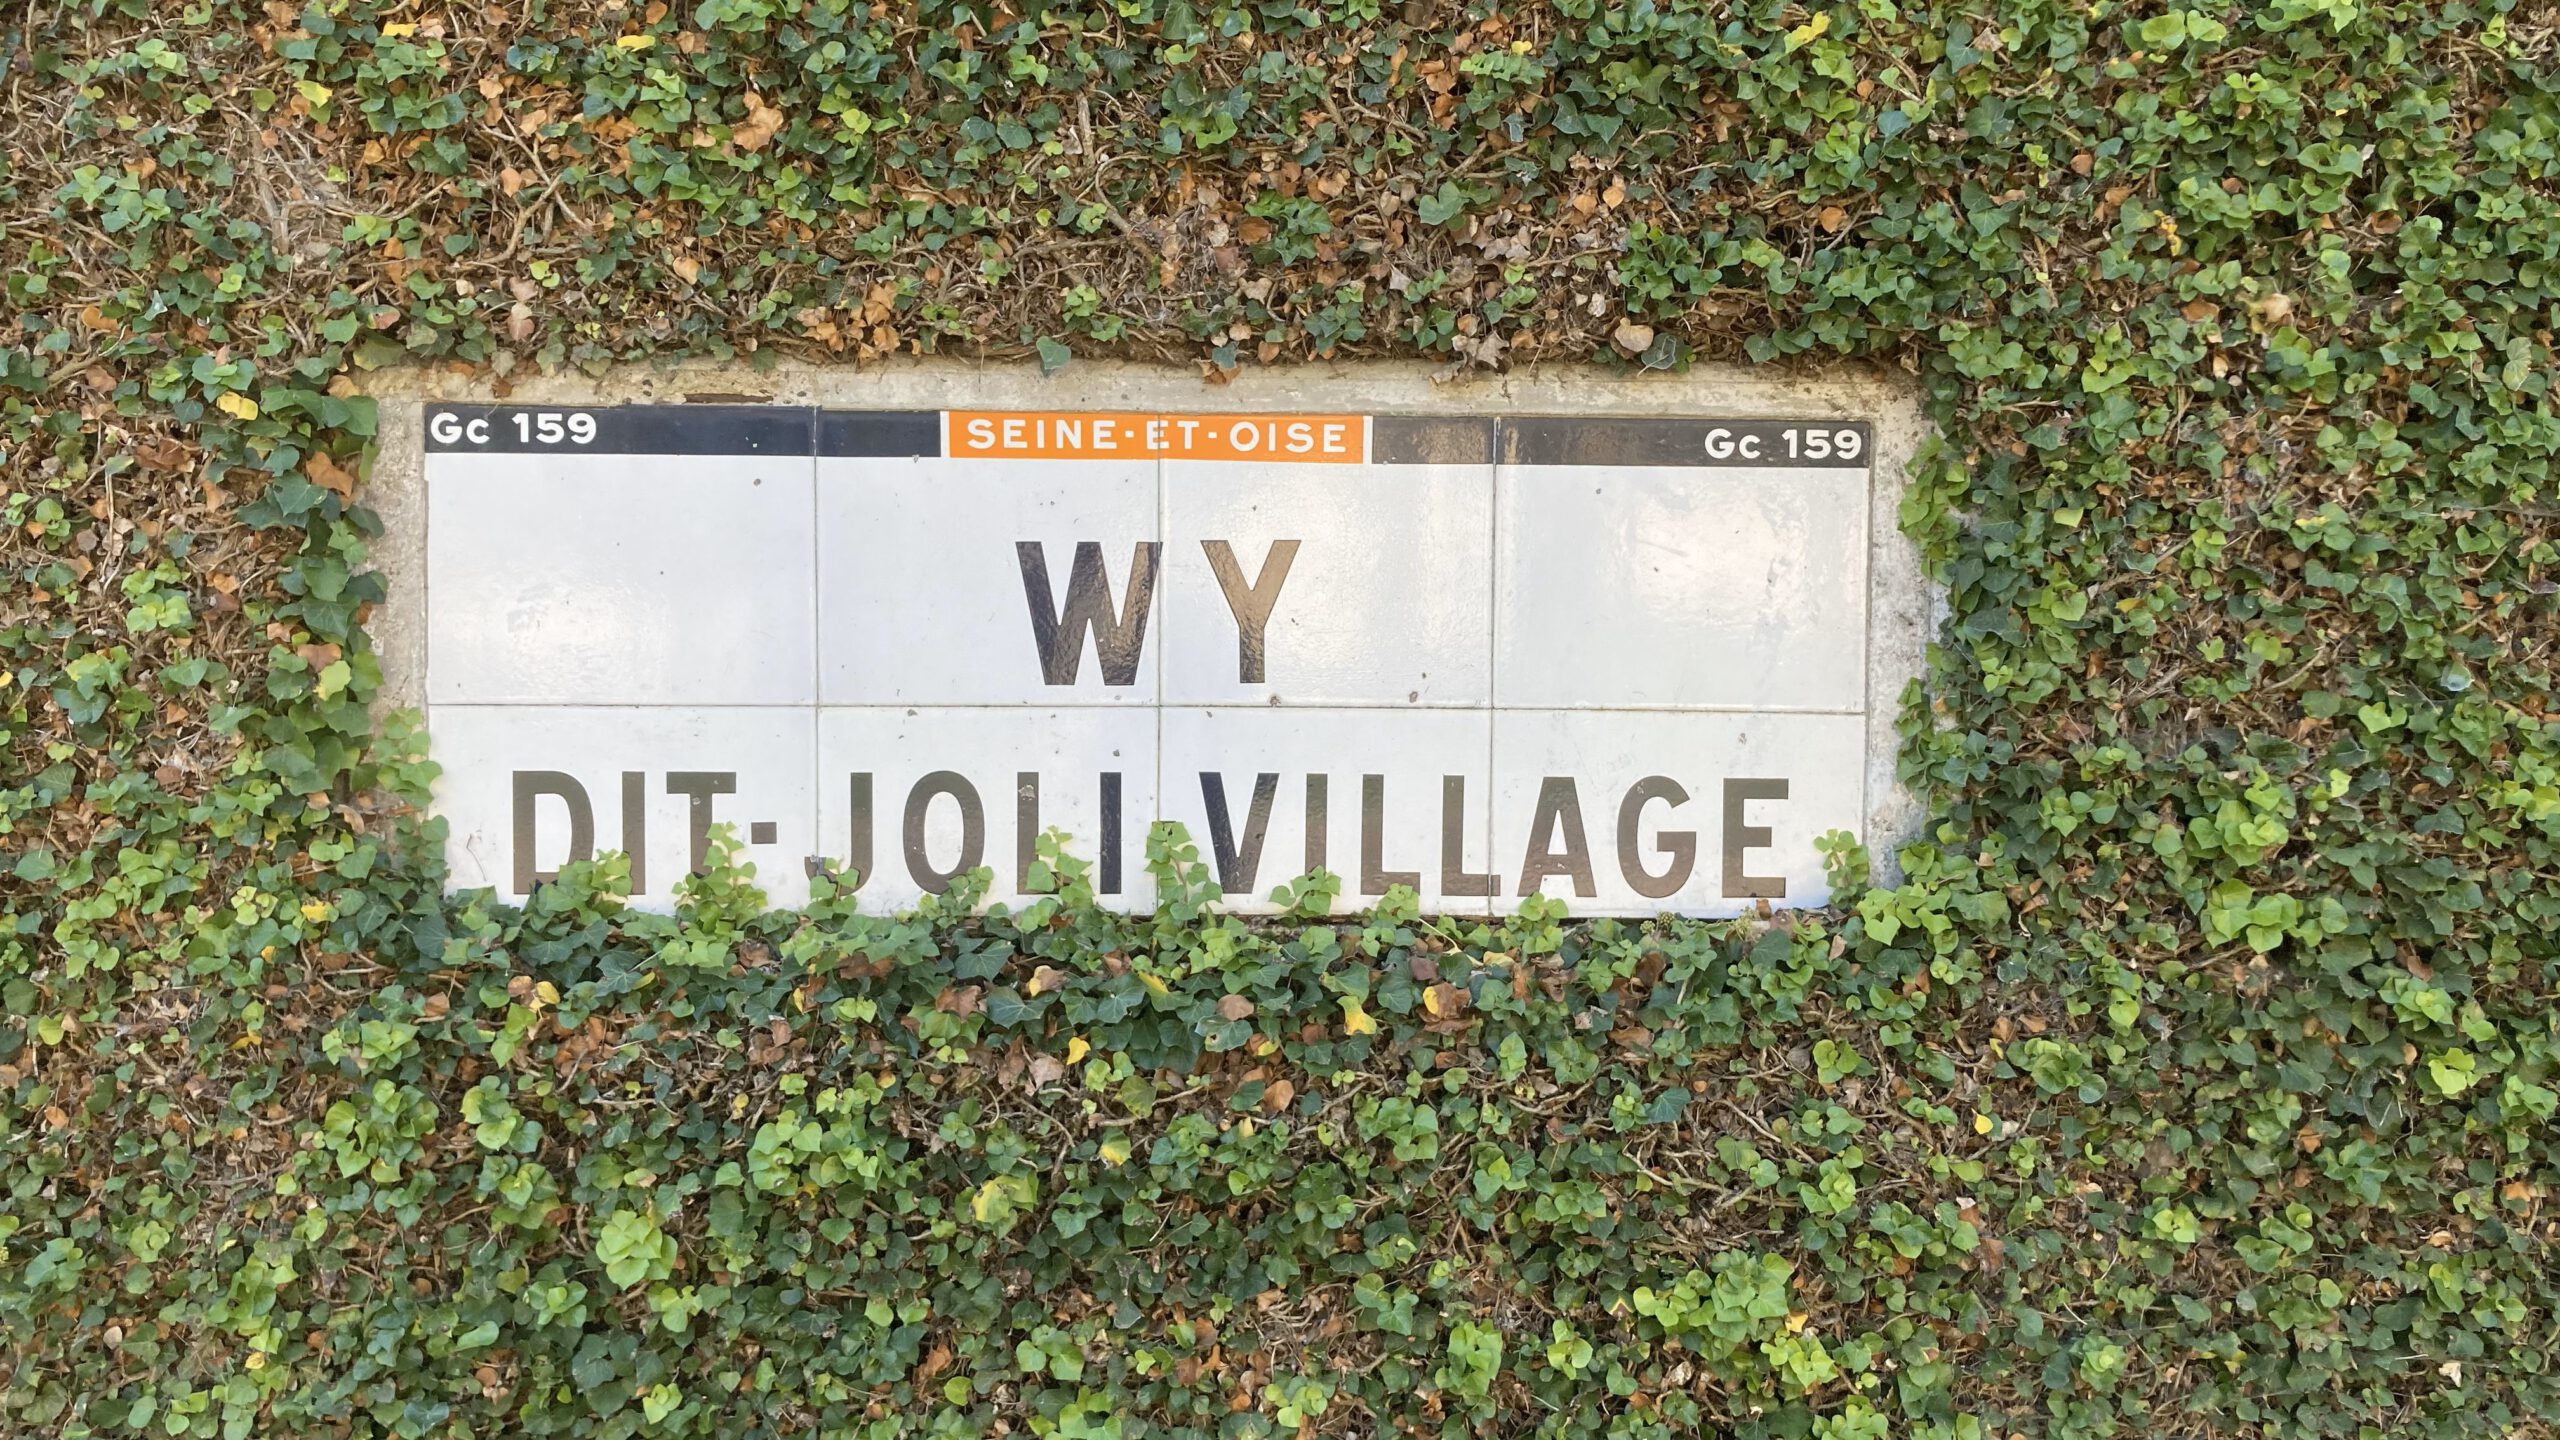 Gc 159 SEINE-ET-OISE Gc 159
WY
DIT-JOLI VILLAGE